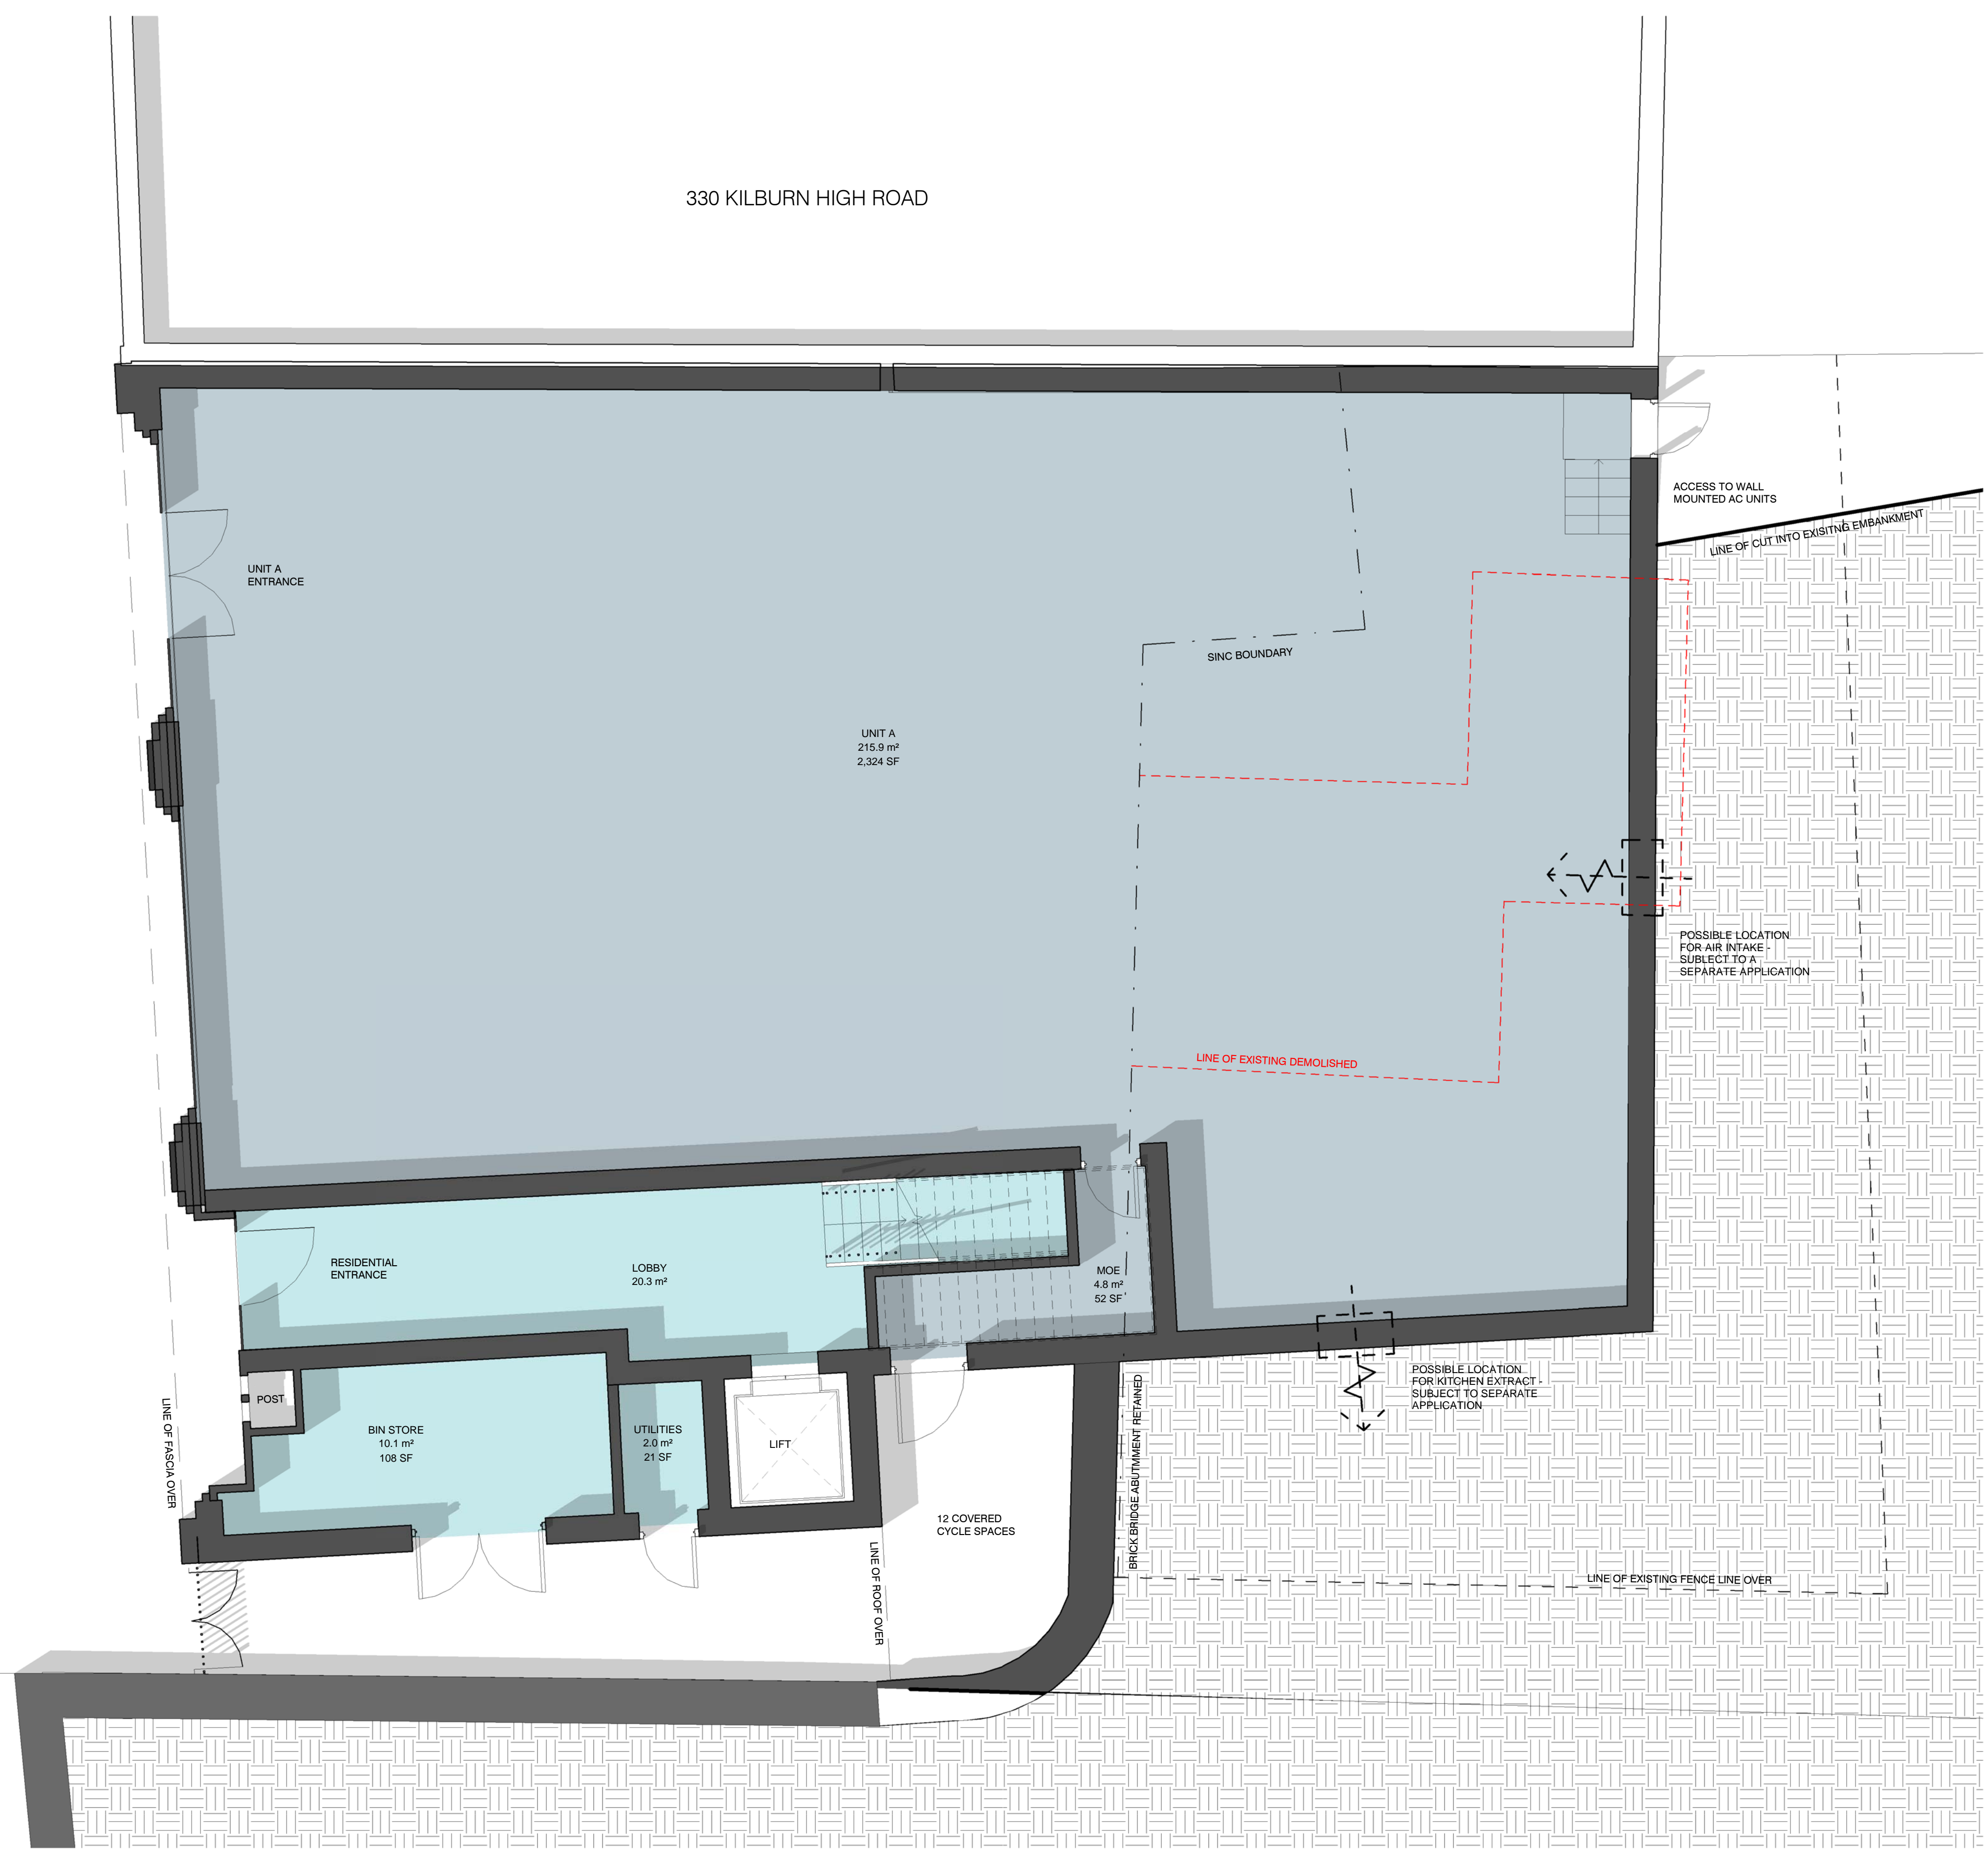 330 KILBURN HIGH ROAD
ACCESS TO WALL
MOUNTED AC UNITS
LINE OF CUT INTO EXISITNG EMBANKMENT
UNIT A
ENTRANCE
SINC BOUNDARY
UNIT A
215.9 m²
2,324 SF
POSSIBLE LOCATION
FOR AIR INTAKE -
SUBLECT TO A
SEPARATE APPLICATION
LINE OF EXISTING DEMOLISHED
RESIDENTIAL
ENTRANCE
LOBBY
20.3 m²
MOE
4.8 m²
52 SF
POST
BIN STORE
10.1 m²
108 SF
UTILITIES
2.0 m²
21 SF
LIFT
POSSIBLE LOCATION
FOR KITCHEN EXTRACT -
SUBJECT TO SEPARATE
APPLICATION
LINE OF FASCIA OVER
BRICK BRIDGE ABUTMMENT RETAINED
12 COVERED
CYCLE SPACES
LINE OF ROOF OVER
LINE OF EXISTING FENCE LINE OVER